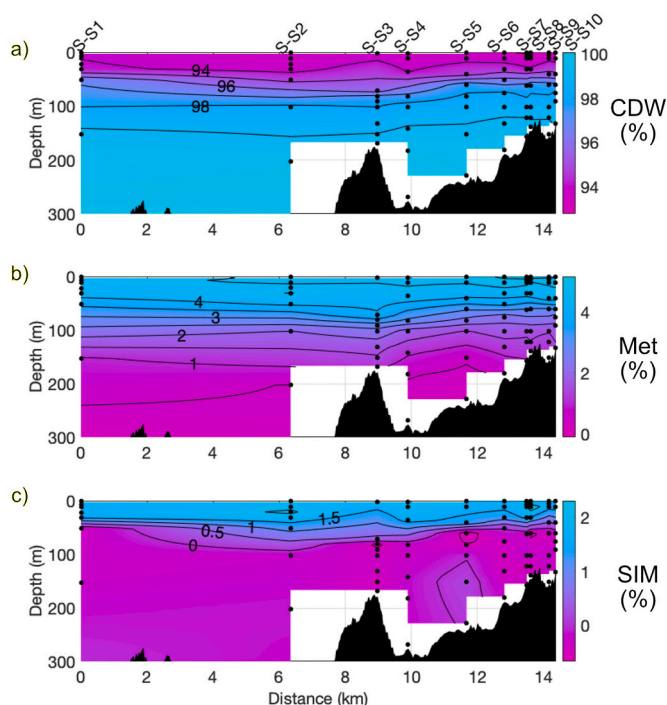 S-S1 S-S2 S-S3 S-S4 S-S5 S-S6 S-S7 S-S8 S-S9 S-S10
a)
0
100
200
300
Depth (m)
94
96
98
0 2 4 6 8 10 12 14
100
98
96
94
CDW
(%)
b)
0
100
200
300
Depth (m)
4
3
2
1
0 2 4 6 8 10 12 14
4
2
0
Met
(%)
c)
0
100
200
300
Depth (m)
1.5
1
0.5
0
0 2 4 6 8 10 12 14
Distance (km)
2
1
0
SIM
(%)